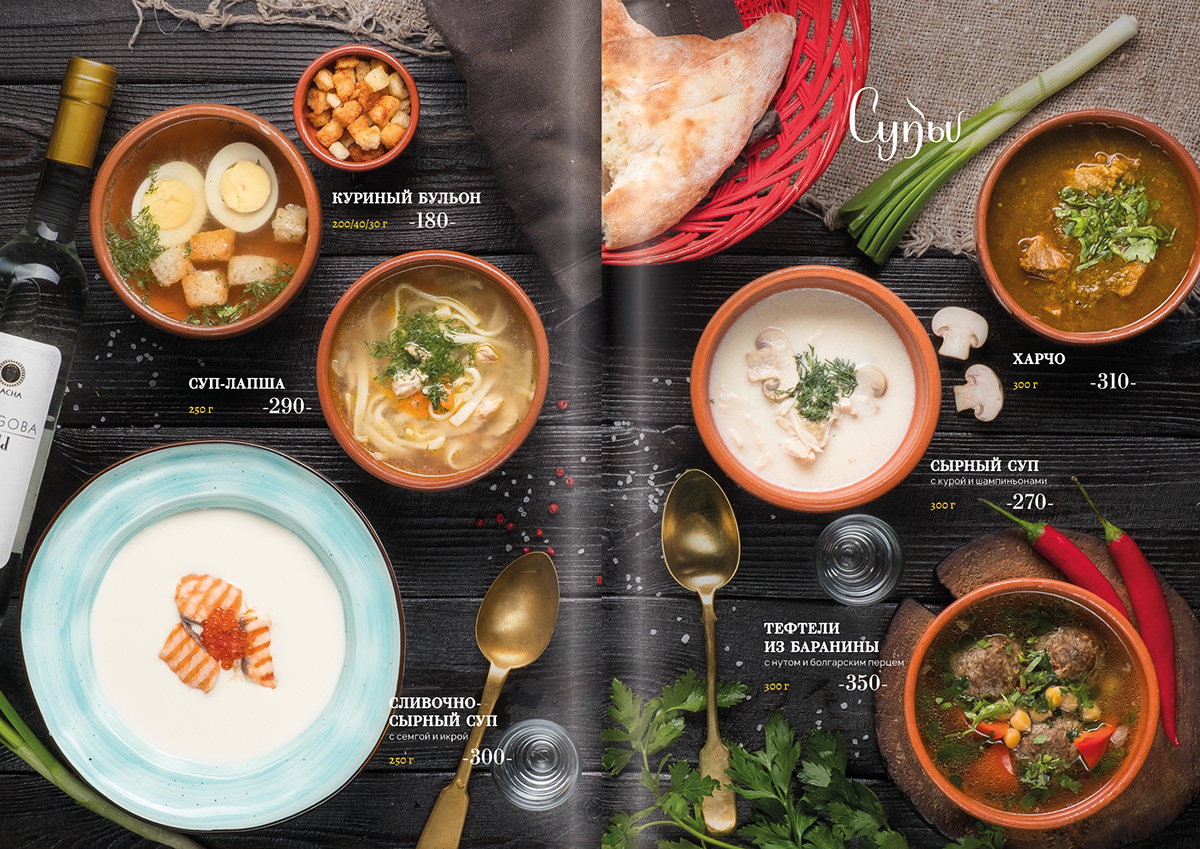 Супы
КУРИНЫЙ БУЛЬОН
200/40/30 г -180-
СУП-ЛАПША
250 г -290-
СЛИВОЧНО-
СЫРНЫЙ СУП
с семгой и икрой
250 г -300-
ХАРЧО
300 г -310-
СЫРНЫЙ СУП
с курой и шампиньонами
300 г -270-
ТЕФТЕЛИ
ИЗ БАРАНИНЫ
с нутом и болгарским перцем
300 г -350-